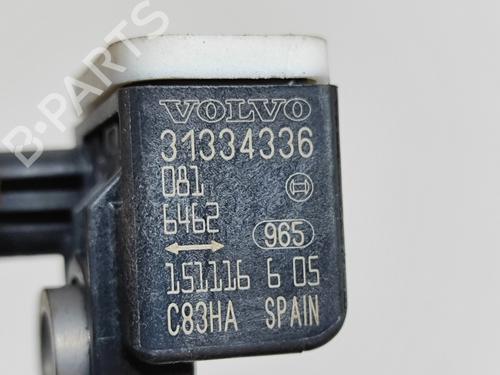 VOLVO
31334336
081
6462
965
151116 6 05
C83HA SPAIN
B-PARTS